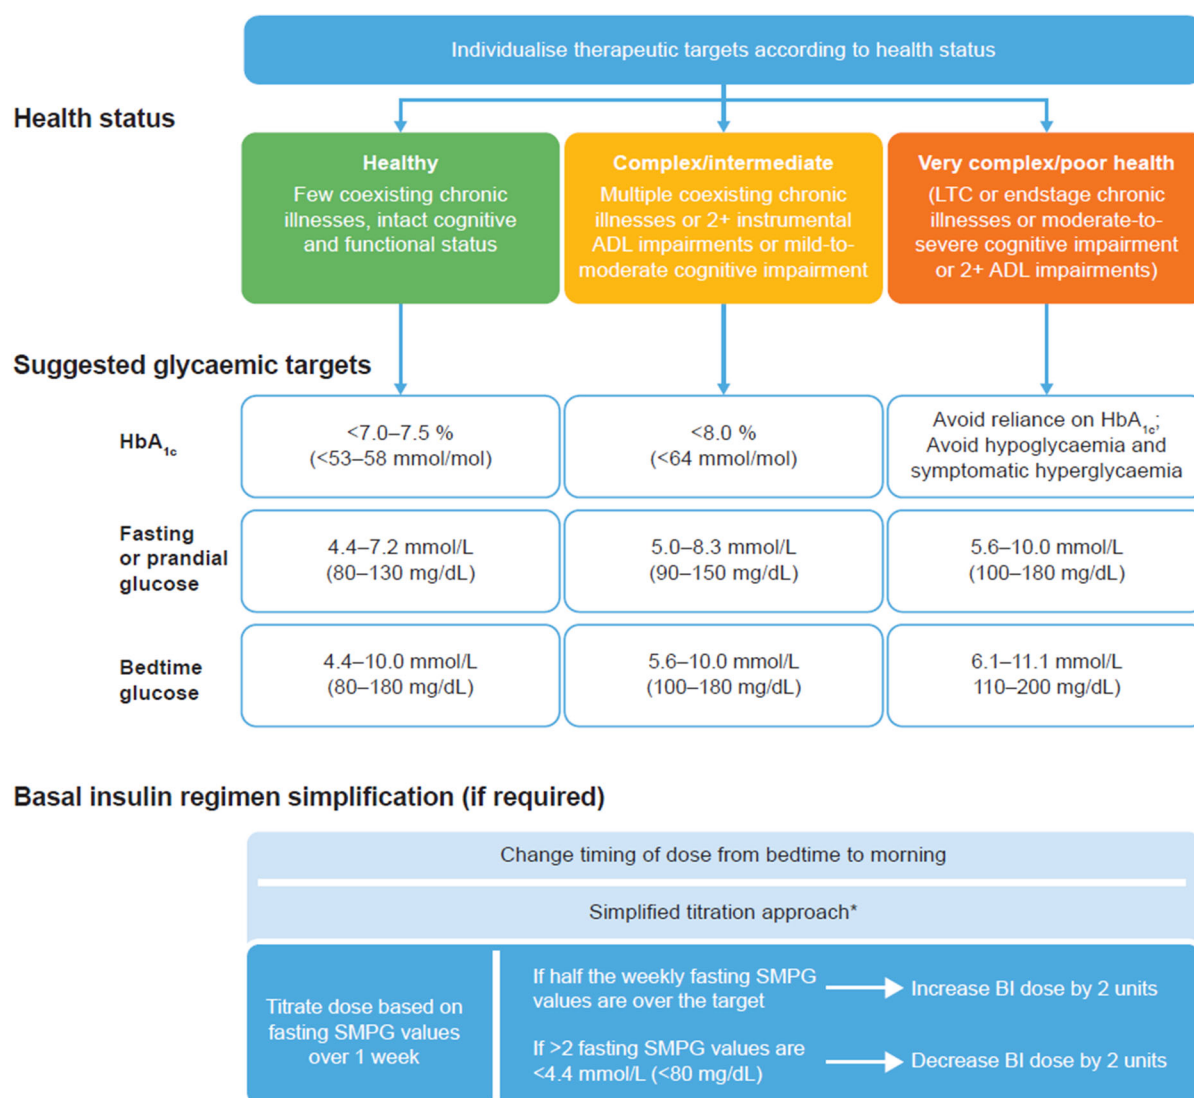 Individualise therapeutic targets according to health status
Health status
Healthy
Few coexisting chronic
illnesses, intact cognitive
and functional status
Complex/intermediate
Multiple coexisting chronic
illnesses or 2+ instrumental
ADL impairments or mild-to-
moderate cognitive impairment
Very complex/poor health
(LTC or endstage chronic
illnesses or moderate-to-
severe cognitive impairment
or 2+ ADL impairments)
Suggested glycaemic targets
HbA1c
<7.0–7.5 %
(<53–58 mmol/mol)
<8.0 %
(<64 mmol/mol)
Avoid reliance on HbA1c;
Avoid hypoglycaemia and
symptomatic hyperglycaemia
Fasting
or prandial
glucose
4.4–7.2 mmol/L
(80–130 mg/dL)
5.0–8.3 mmol/L
(90–150 mg/dL)
5.6–10.0 mmol/L
(100–180 mg/dL)
Bedtime
glucose
4.4–10.0 mmol/L
(80–180 mg/dL)
5.6–10.0 mmol/L
(100–180 mg/dL)
6.1–11.1 mmol/L
110–200 mg/dL)
Basal insulin regimen simplification (if required)
Change timing of dose from bedtime to morning
Simplified titration approach*
Titrate dose based on
fasting SMPG values
over 1 week
If half the weekly fasting SMPG
values are over the target
Increase BI dose by 2 units
If >2 fasting SMPG values are
<4.4 mmol/L (<80 mg/dL)
Decrease BI dose by 2 units